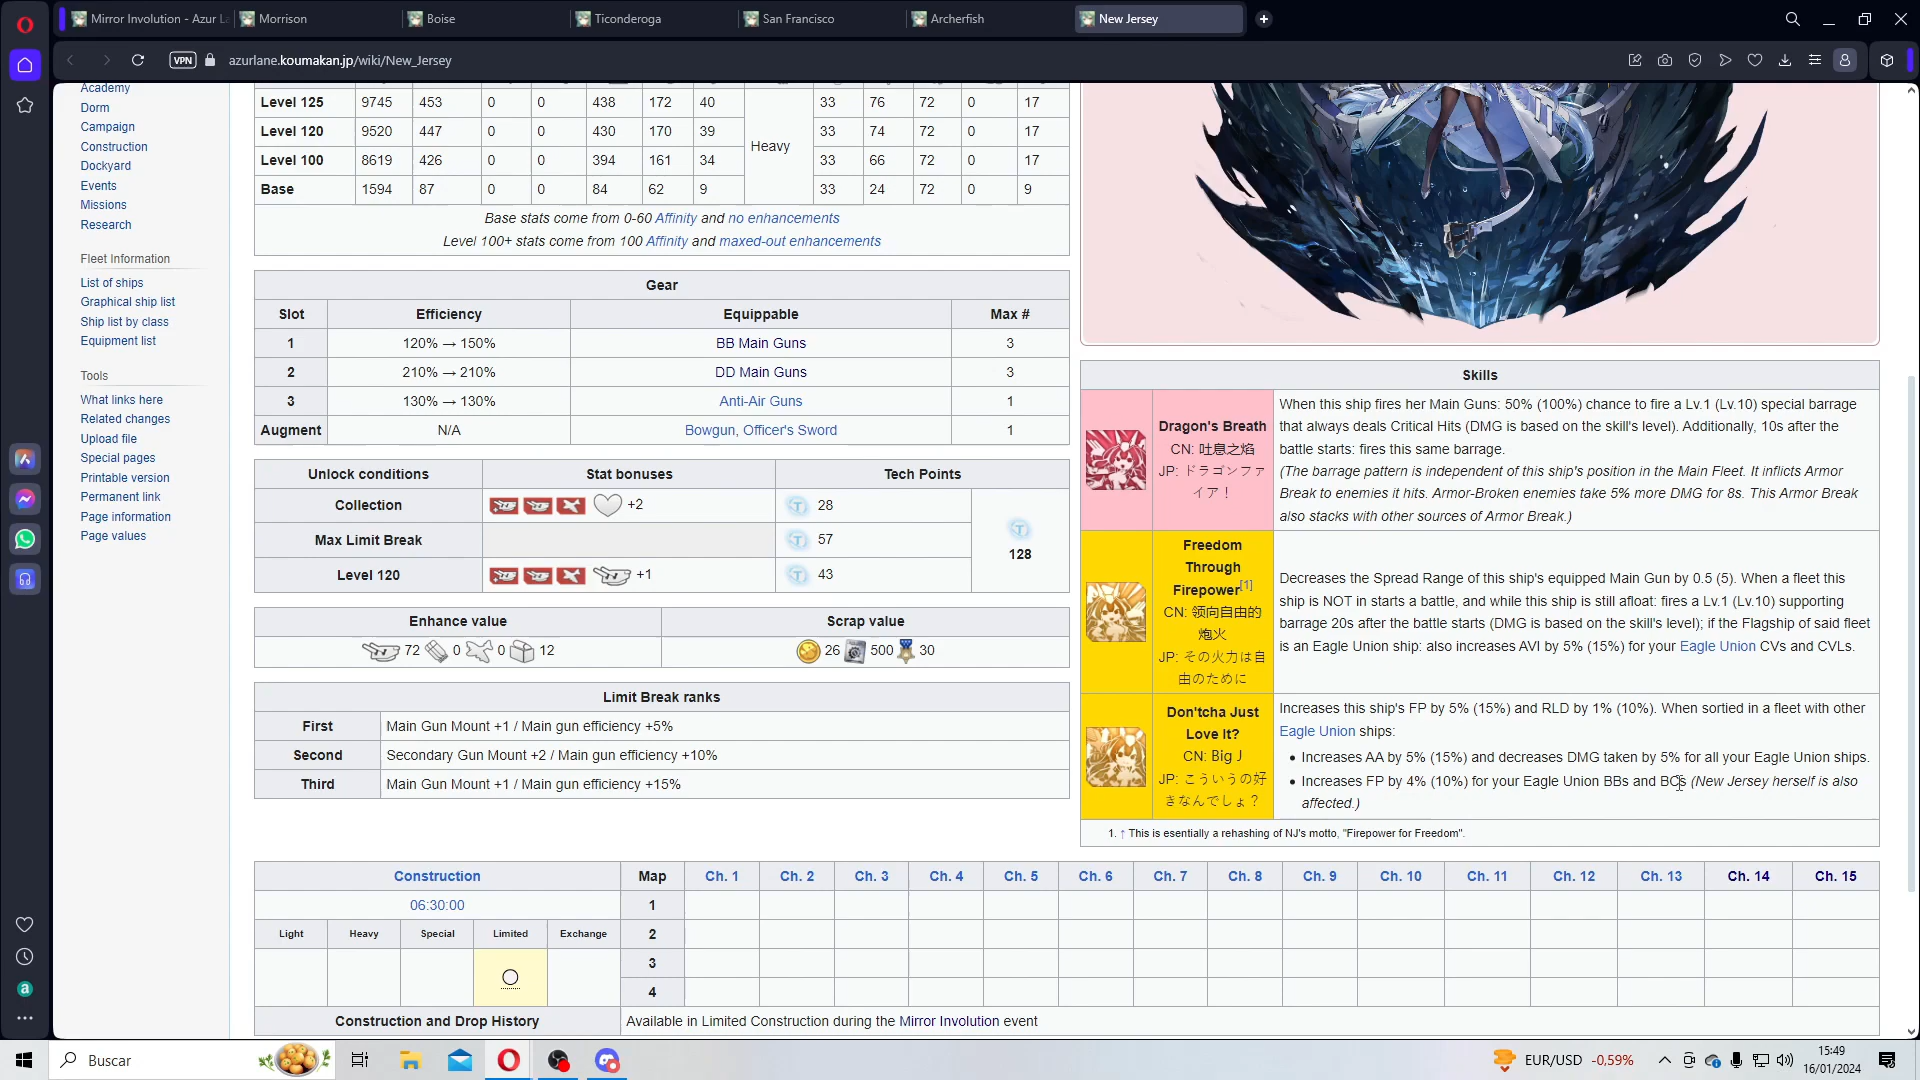 Mirror Involution - Azur La
Morrison
Boise
Ticonderoga
San Francisco
Archerfish
New Jersey
VPN
azurlane.koumakan.jp/wiki/New_Jersey
Academy
Dorm
Campaign
Construction
Dockyard
Events
Missions
Research
Fleet Information
List of ships
Graphical ship list
Ship list by class
Equipment list
Tools
What links here
Related changes
Upload file
Special pages
Printable version
Permanent link
Page information
Page values
Level 125 9745 453 0 0 438 172 40 33 76 72 0 17
Level 120 9520 447 0 0 430 170 39 33 74 72 0 17
Heavy
Level 100 8619 426 0 0 394 161 34 33 66 72 0 17
Base 1594 87 0 0 84 62 9 33 24 72 0 9
Base stats come from 0-60 Affinity and no enhancements
Level 100+ stats come from 100 Affinity and maxed-out enhancements
Gear
Slot Efficiency Equippable Max #
1 120% → 150% BB Main Guns 3
2 210% → 210% DD Main Guns 3
3 130% → 130% Anti-Air Guns 1
Augment N/A Bowgun, Officer's Sword 1
Unlock conditions Stat bonuses Tech Points
Collection +2 28
Max Limit Break 57
128
Level 120 +1 43
Enhance value Scrap value
72 0 0 12 26 500 30
Limit Break ranks
First Main Gun Mount +1 / Main gun efficiency +5%
Second Secondary Gun Mount +2 / Main gun efficiency +10%
Third Main Gun Mount +1 / Main gun efficiency +15%
Skills
Dragon's Breath
CN: 吐息之焰
JP: ドラゴンファ
イア！
When this ship fires her Main Guns: 50% (100%) chance to fire a Lv.1 (Lv.10) special barrage
that always deals Critical Hits (DMG is based on the skill's level). Additionally, 10s after the
battle starts: fires this same barrage.
(The barrage pattern is independent of this ship's position in the Main Fleet. It inflicts Armor
Break to enemies it hits. Armor-Broken enemies take 5% more DMG for 8s. This Armor Break
also stacks with other sources of Armor Break.)
Freedom
Through
Firepower[1]
CN: 领向自由的
炮火
JP: その火力は自
由のために
Decreases the Spread Range of this ship's equipped Main Gun by 0.5 (5). When a fleet this
ship is NOT in starts a battle, and while this ship is still afloat: fires a Lv.1 (Lv.10) supporting
barrage 20s after the battle starts (DMG is based on the skill's level); if the Flagship of said fleet
is an Eagle Union ship: also increases AVI by 5% (15%) for your Eagle Union CVs and CVLs.
Don'tcha Just
Love It?
CN: Big J
JP: こういうの好
きなんでしょ？
Increases this ship's FP by 5% (15%) and RLD by 1% (10%). When sortied in a fleet with other
Eagle Union ships:
• Increases AA by 5% (15%) and decreases DMG taken by 5% for all your Eagle Union ships.
• Increases FP by 4% (10%) for your Eagle Union BBs and BCs (New Jersey herself is also
affected.)
1. ↑ This is esentially a rehashing of NJ's motto, "Firepower for Freedom".
Construction Map Ch. 1 Ch. 2 Ch. 3 Ch. 4 Ch. 5 Ch. 6 Ch. 7 Ch. 8 Ch. 9 Ch. 10 Ch. 11 Ch. 12 Ch. 13 Ch. 14 Ch. 15
06:30:00 1
Light Heavy Special Limited Exchange 2
3
4
Construction and Drop History Available in Limited Construction during the Mirror Involution event
Buscar
EUR/USD -0,59%
15:49
16/01/2024